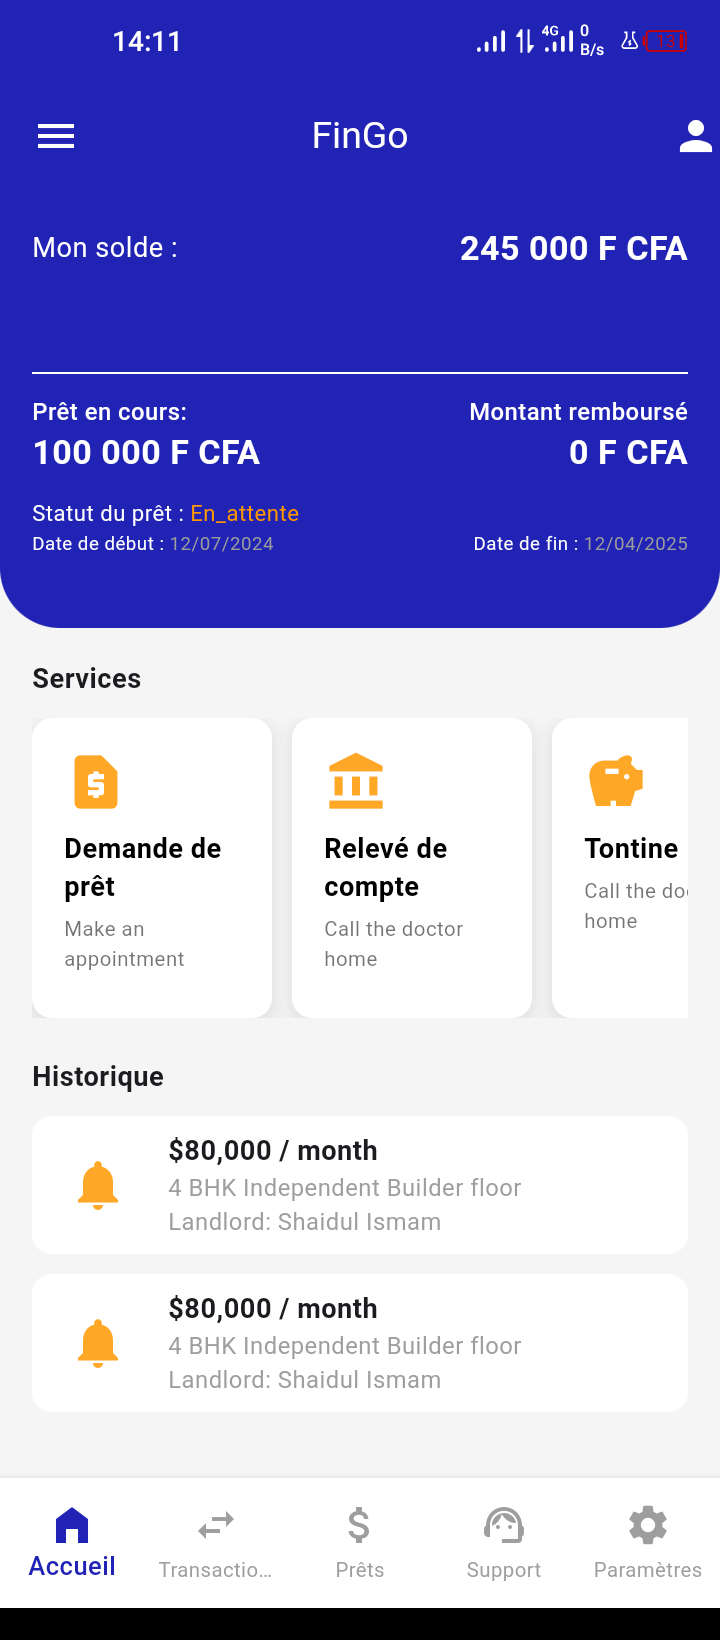 14:11
4G
0
B/s
13
FinGo
Mon solde :
245 000 F CFA
Prêt en cours:
Montant remboursé
100 000 F CFA
0 F CFA
Statut du prêt : En_attente
Date de début : 12/07/2024
Date de fin : 12/04/2025
Services
Demande de
prêt
Make an
appointment
Relevé de
compte
Call the doctor
home
Tontine
Call the doc
home
Historique
$80,000 / month
4 BHK Independent Builder floor
Landlord: Shaidul Ismam
$80,000 / month
4 BHK Independent Builder floor
Landlord: Shaidul Ismam
Accueil
Transactio...
Prêts
Support
Paramètres